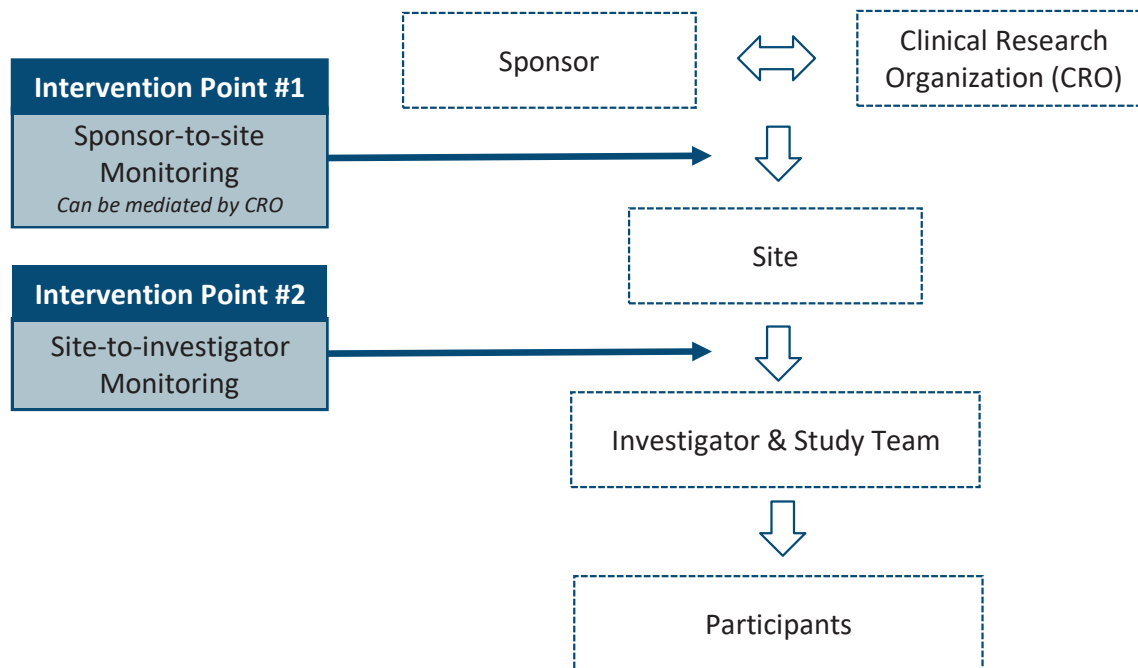 Sponsor
Clinical Research
Organization (CRO)
Intervention Point #1
Sponsor-to-site
Monitoring
Can be mediated by CRO
Site
Intervention Point #2
Site-to-investigator
Monitoring
Investigator & Study Team
Participants